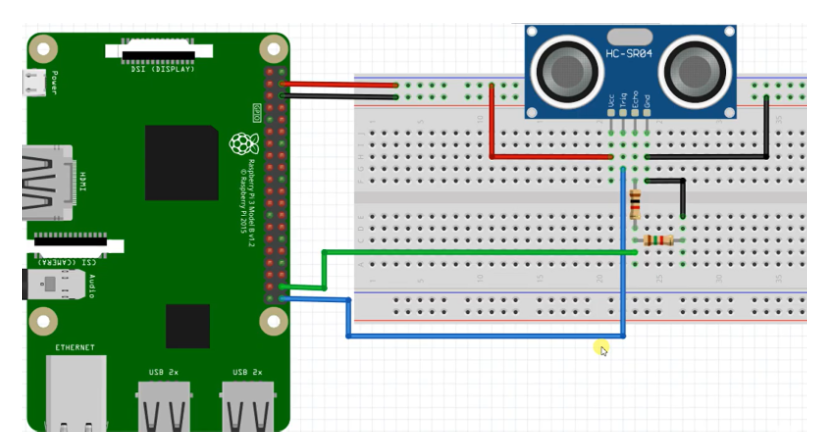 DSI (DISPLAY)
Power
HDMI
GPIO
Raspberry Pi 3 Model B v1.2
© Raspberry Pi 2015
CSI (CAMERA)
Audio
ETHERNET
USB 2x
USB 2x
HC-SR04
Vcc
Trig
Echo
Gnd